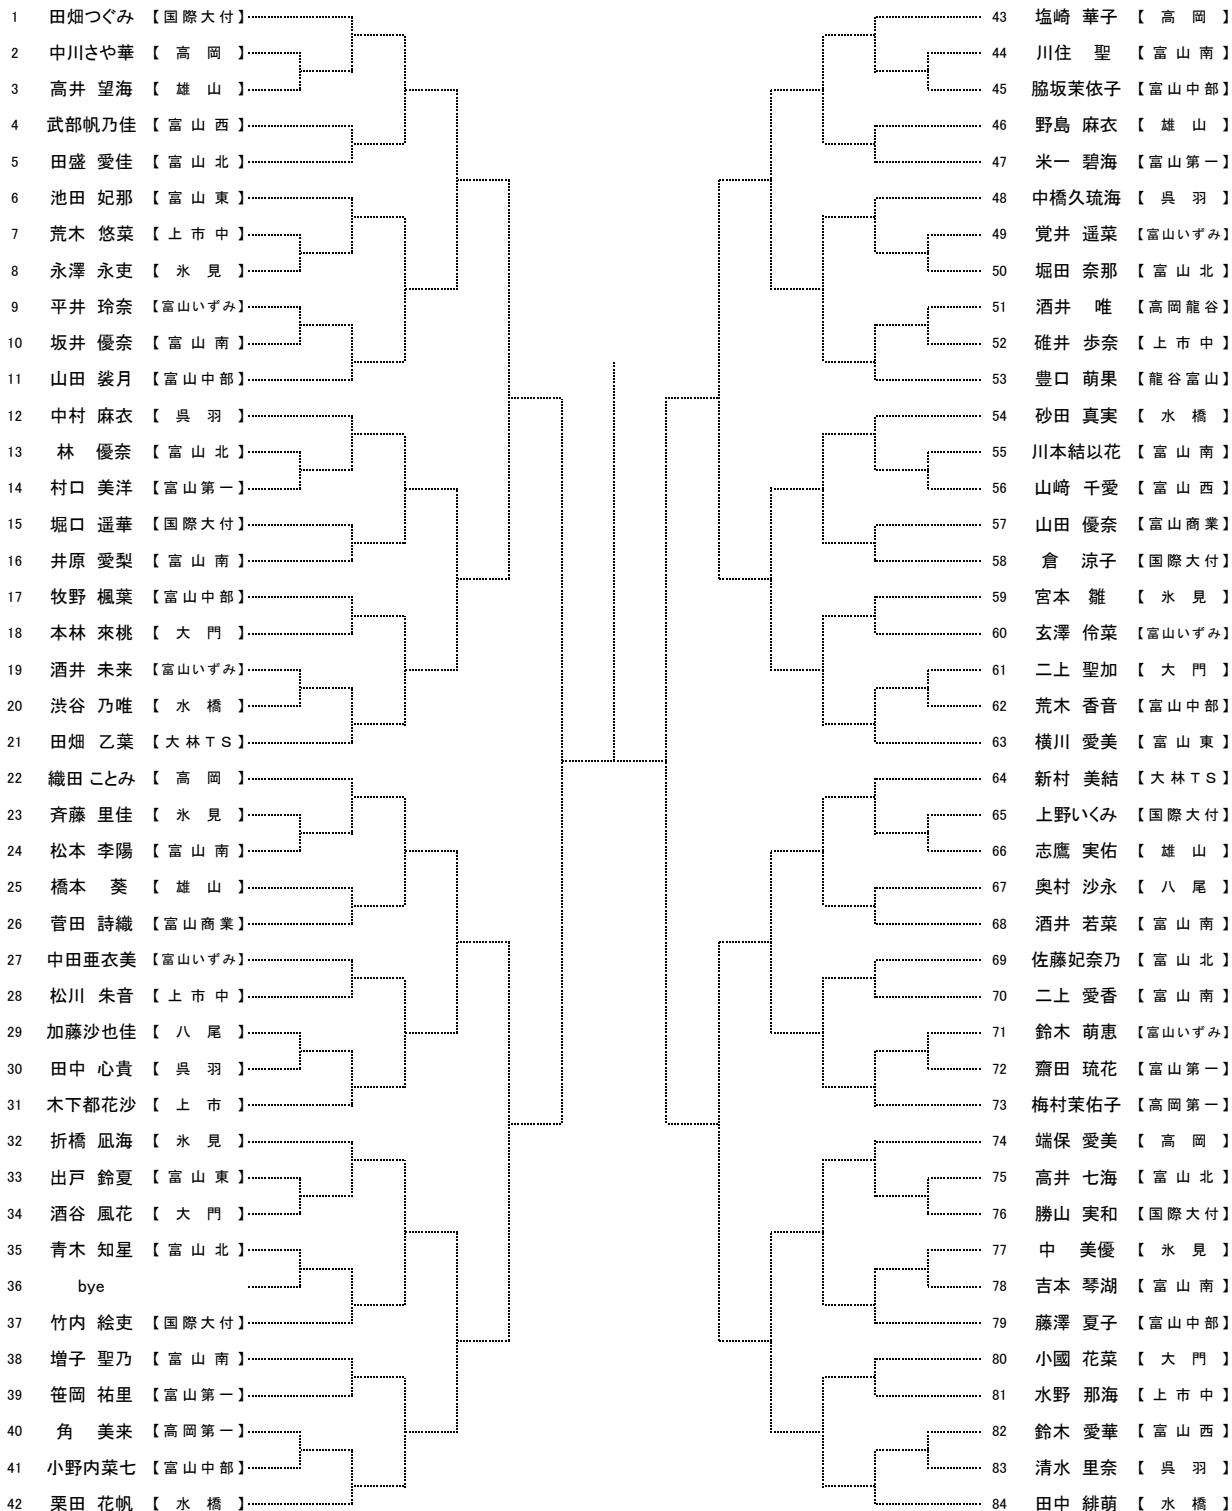 1 田畑つぐみ 【国際大付】
2 中川さや華 【 高 岡 】
3 高井 望海 【 雄 山 】
4 武部帆乃佳 【富 山 西】
5 田盛 愛佳 【富 山 北】
6 池田 妃那 【富 山 東】
7 荒木 悠菜 【上 市 中】
8 永澤 永吏 【 氷 見 】
9 平井 玲奈 【富山いずみ】
10 坂井 優奈 【富 山 南】
11 山田 袈月 【富山中部】
12 中村 麻衣 【 呉 羽 】
13 林 優奈 【富 山 北】
14 村口 美洋 【富山第一】
15 堀口 遥華 【国際大付】
16 井原 愛梨 【富 山 南】
17 牧野 楓葉 【富山中部】
18 本林 來桃 【 大 門 】
19 酒井 未来 【富山いずみ】
20 渋谷 乃唯 【 水 橋 】
21 田畑 乙葉 【大林TS】
22 織田 ことみ 【 高 岡 】
23 斉藤 里佳 【 氷 見 】
24 松本 李陽 【富 山 南】
25 橋本 葵 【 雄 山 】
26 菅田 詩織 【富山商業】
27 中田亜衣美 【富山いずみ】
28 松川 朱音 【上 市 中】
29 加藤沙也佳 【 八 尾 】
30 田中 心貴 【 呉 羽 】
31 木下都花沙 【 上 市 】
32 折橋 凪海 【 氷 見 】
33 出戸 鈴夏 【富 山 東】
34 酒谷 風花 【 大 門 】
35 青木 知星 【富 山 北】
36 bye
37 竹内 絵吏 【国際大付】
38 増子 聖乃 【富 山 南】
39 笹岡 祐里 【富山第一】
40 角 美来 【高岡第一】
41 小野内菜七 【富山中部】
42 栗田 花帆 【 水 橋 】
43 塩崎 華子 【 高 岡 】
44 川住 聖 【富 山 南】
45 脇坂茉依子 【富山中部】
46 野島 麻衣 【 雄 山 】
47 米一 碧海 【富山第一】
48 中橋久琉海 【 呉 羽 】
49 覚井 遥菜 【富山いずみ】
50 堀田 奈那 【富 山 北】
51 酒井 唯 【高岡龍谷】
52 碓井 歩奈 【上 市 中】
53 豊口 萌果 【龍谷富山】
54 砂田 真実 【 水 橋 】
55 川本結以花 【富 山 南】
56 山﨑 千愛 【富 山 西】
57 山田 優奈 【富山商業】
58 倉 涼子 【国際大付】
59 宮本 雛 【 氷 見 】
60 玄澤 伶菜 【富山いずみ】
61 二上 聖加 【 大 門 】
62 荒木 香音 【富山中部】
63 横川 愛美 【富 山 東】
64 新村 美結 【大林TS】
65 上野いくみ 【国際大付】
66 志鷹 実佑 【 雄 山 】
67 奥村 沙永 【 八 尾 】
68 酒井 若菜 【富 山 南】
69 佐藤妃奈乃 【富 山 北】
70 二上 愛香 【富 山 南】
71 鈴木 萌恵 【富山いずみ】
72 齋田 琉花 【富山第一】
73 梅村茉佑子 【高岡第一】
74 端保 愛美 【 高 岡 】
75 高井 七海 【富 山 北】
76 勝山 実和 【国際大付】
77 中 美優 【 氷 見 】
78 吉本 琴湖 【富 山 南】
79 藤澤 夏子 【富山中部】
80 小國 花菜 【 大 門 】
81 水野 那海 【上 市 中】
82 鈴木 愛華 【富 山 西】
83 清水 里奈 【 呉 羽 】
84 田中 緋萌 【 水 橋 】